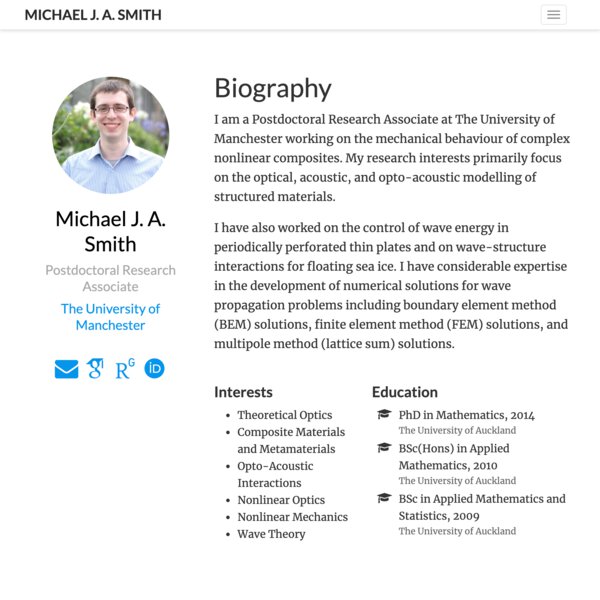 MICHAEL J. A. SMITH
Michael J. A.
Smith
Postdoctoral Research
Associate
The University of
Manchester
R G
iD
Biography
I am a Postdoctoral Research Associate at The University of
Manchester working on the mechanical behaviour of complex
nonlinear composites. My research interests primarily focus
on the optical, acoustic, and opto-acoustic modelling of
structured materials.
I have also worked on the control of wave energy in
periodically perforated thin plates and on wave-structure
interactions for floating sea ice. I have considerable expertise
in the development of numerical solutions for wave
propagation problems including boundary element method
(BEM) solutions, finite element method (FEM) solutions, and
multipole method (lattice sum) solutions.
Interests
• Theoretical Optics
• Composite Materials
and Metamaterials
• Opto-Acoustic
Interactions
• Nonlinear Optics
• Nonlinear Mechanics
• Wave Theory
Education
PhD in Mathematics, 2014
The University of Auckland
BSc(Hons) in Applied
Mathematics, 2010
The University of Auckland
BSc in Applied Mathematics and
Statistics, 2009
The University of Auckland